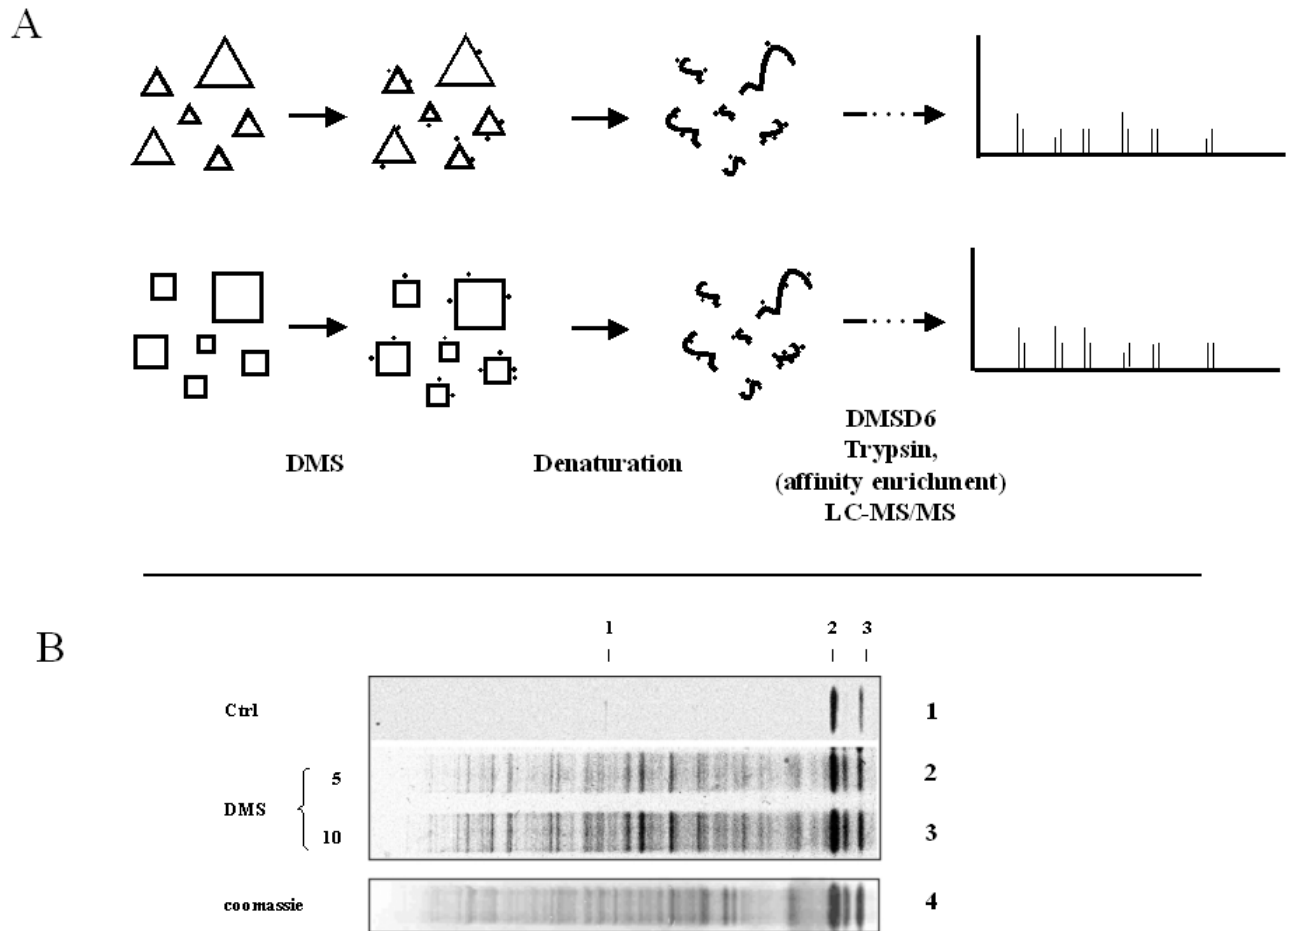 A
DMS
Denaturation
DMSD6
Trypsin,
(affinity enrichment)
LC-MS/MS
B
1 2 3
Ctrl 1
5 2
DMS
10 3
coomassie 4